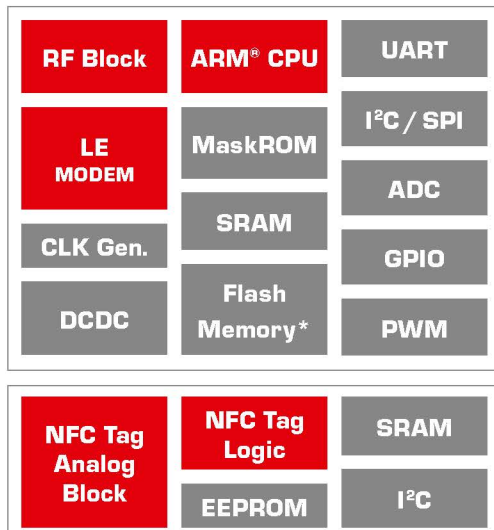 RF Block
ARM® CPU
UART
LE
MODEM
MaskROM
I²C / SPI
ADC
CLK Gen.
SRAM
GPIO
DCDC
Flash
Memory*
PWM
NFC Tag
Analog
Block
NFC Tag
Logic
SRAM
EEPROM
I²C